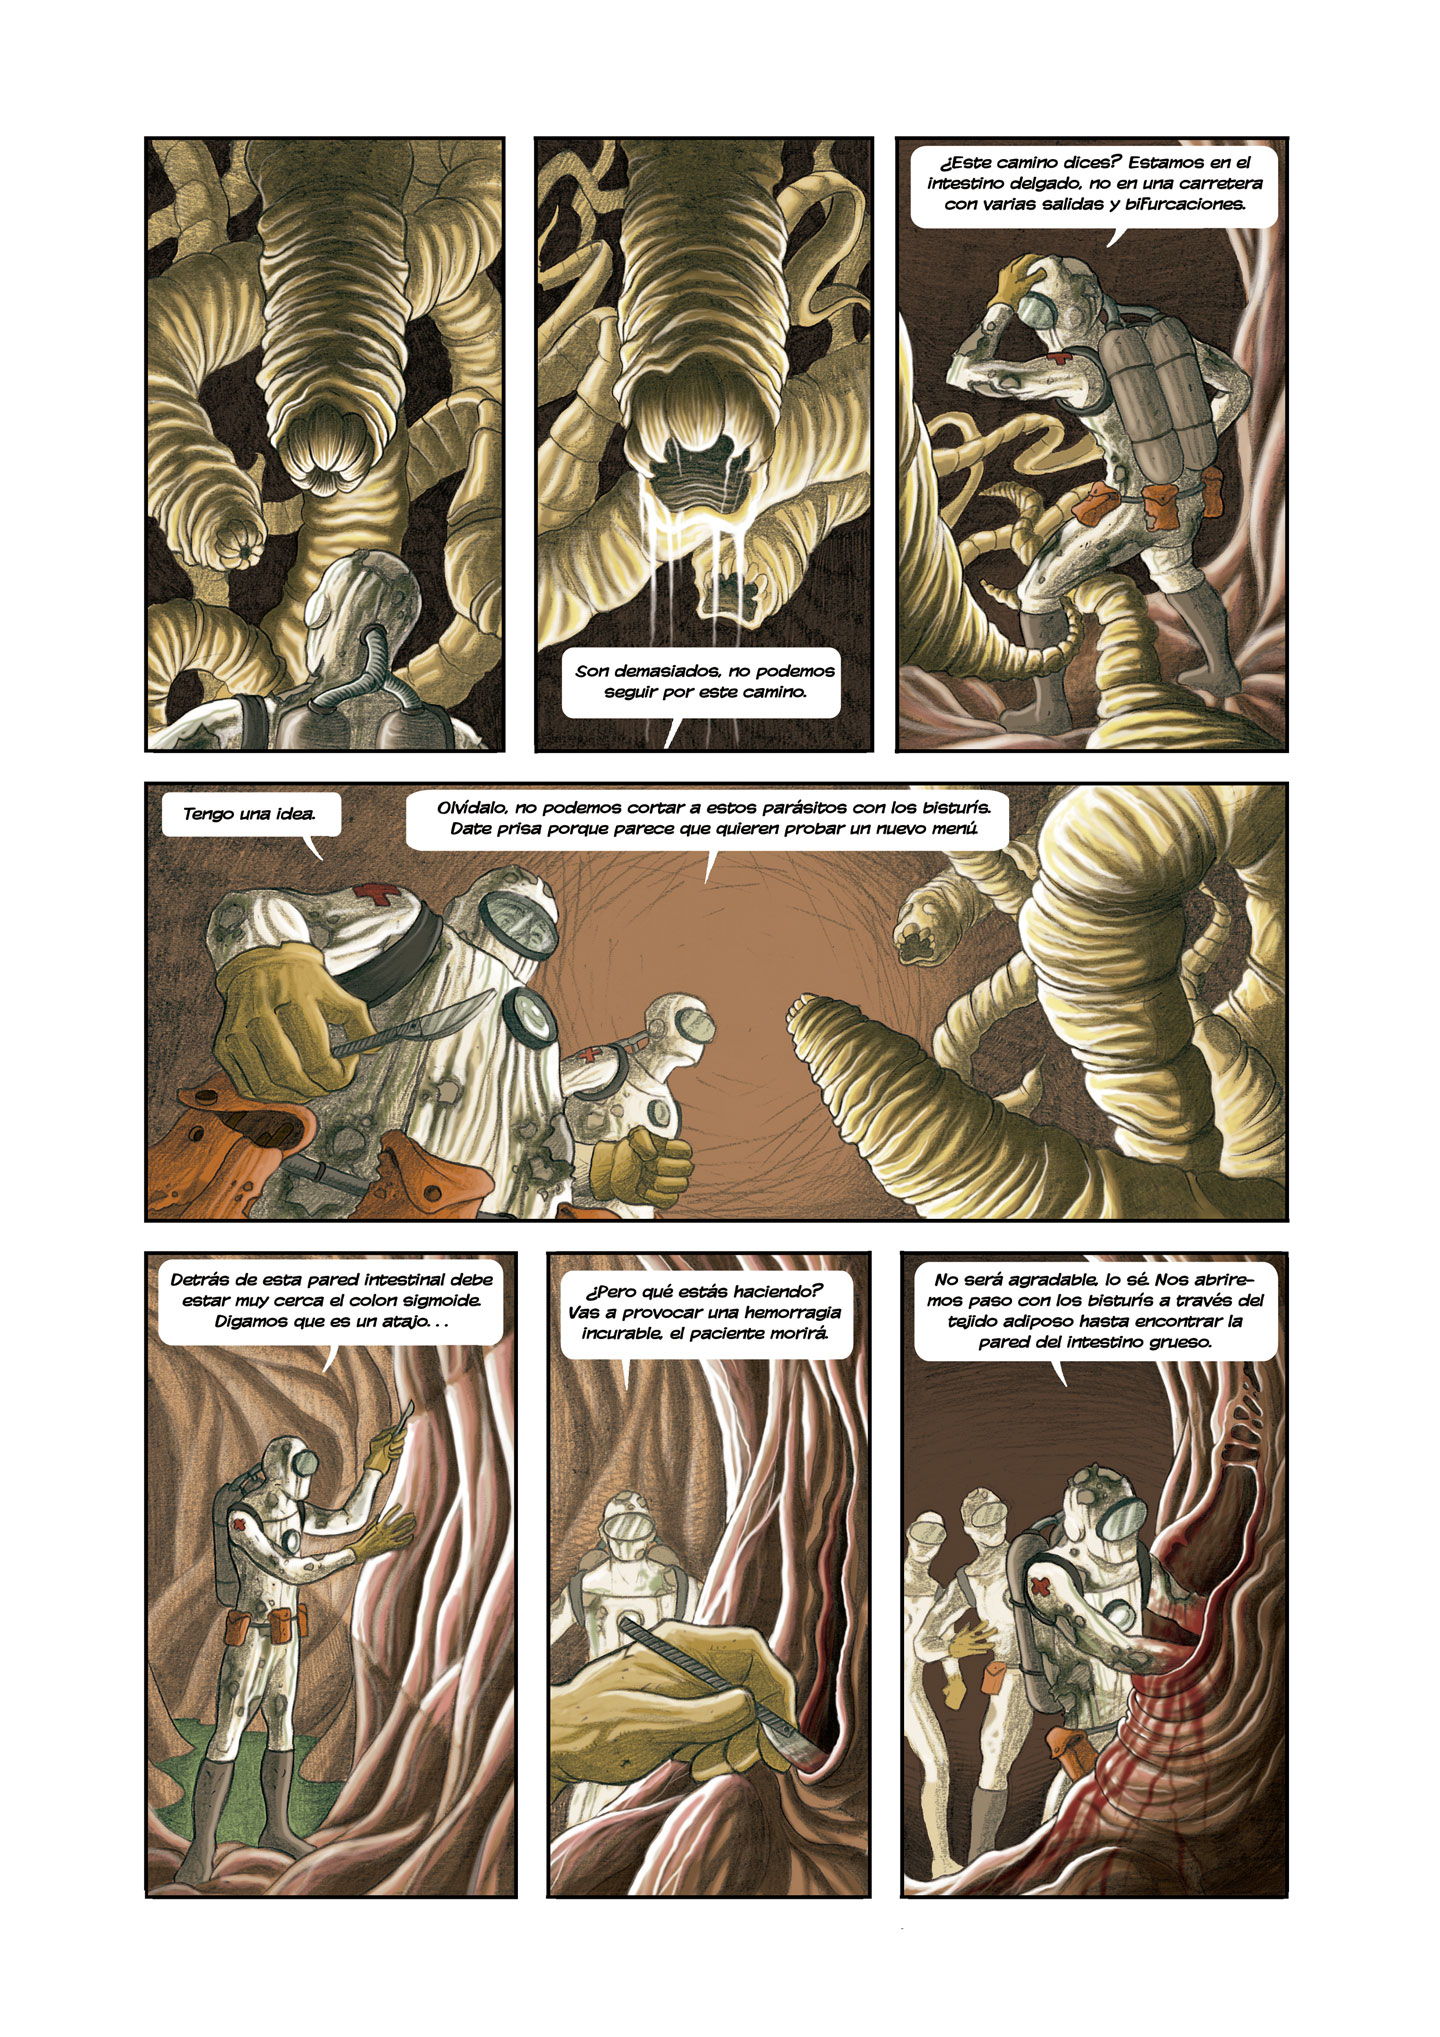 Son demasiados, no podemos
seguir por este camino.
¿Este camino dices? Estamos en el
intestino delgado, no en una carretera
con varias salidas y bifurcaciones.
Tengo una idea.
Olvídalo, no podemos cortar a estos parásitos con los bisturís.
Date prisa porque parece que quieren probar un nuevo menú.
Detrás de esta pared intestinal debe
estar muy cerca el colon sigmoide.
Digamos que es un atajo...
¿Pero qué estás haciendo?
Vas a provocar una hemorragia
incurable, el paciente morirá.
No será agradable, lo sé. Nos abrire-
mos paso con los bisturís a través del
tejido adiposo hasta encontrar la
pared del intestino grueso.